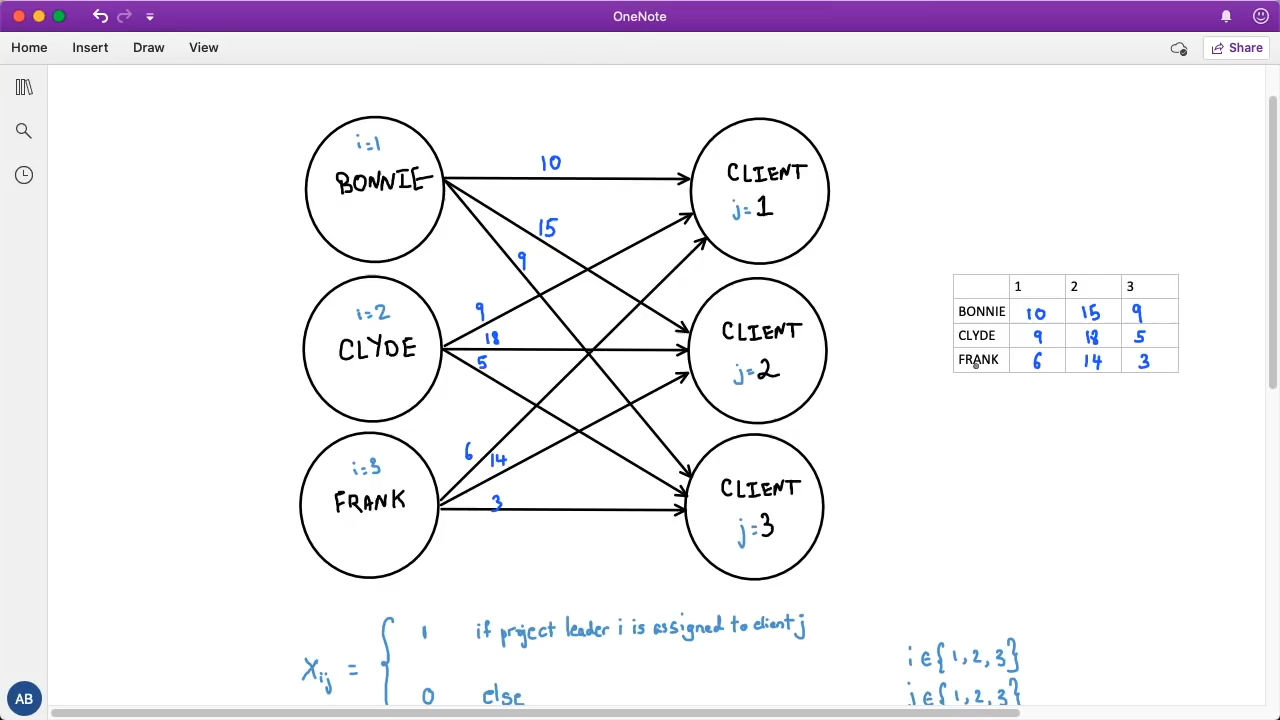 OneNote
Home Insert Draw View
Share
i=1
BONNIE
10
15
9
CLIENT
j=1
i=2
CLYDE
9
18
5
CLIENT
j=2
i=3
FRANK
6
14
3
CLIENT
j=3
1 2 3
BONNIE 10 15 9
CLYDE 9 18 5
FRANK 6 14 3
Xij = { 1 if project leader i is assigned to client j
0 else
i∈{1,2,3}
j∈{1,2,3}
AB